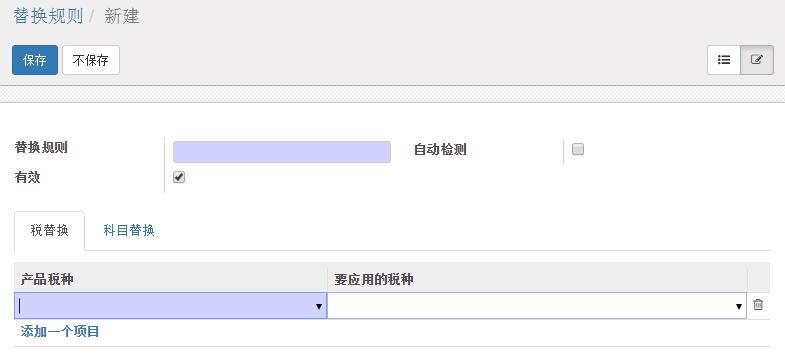 替换规则 / 新建
保存 不保存
替换规则 自动检测
有效
税替换 科目替换
产品税种 要应用的税种
添加一个项目